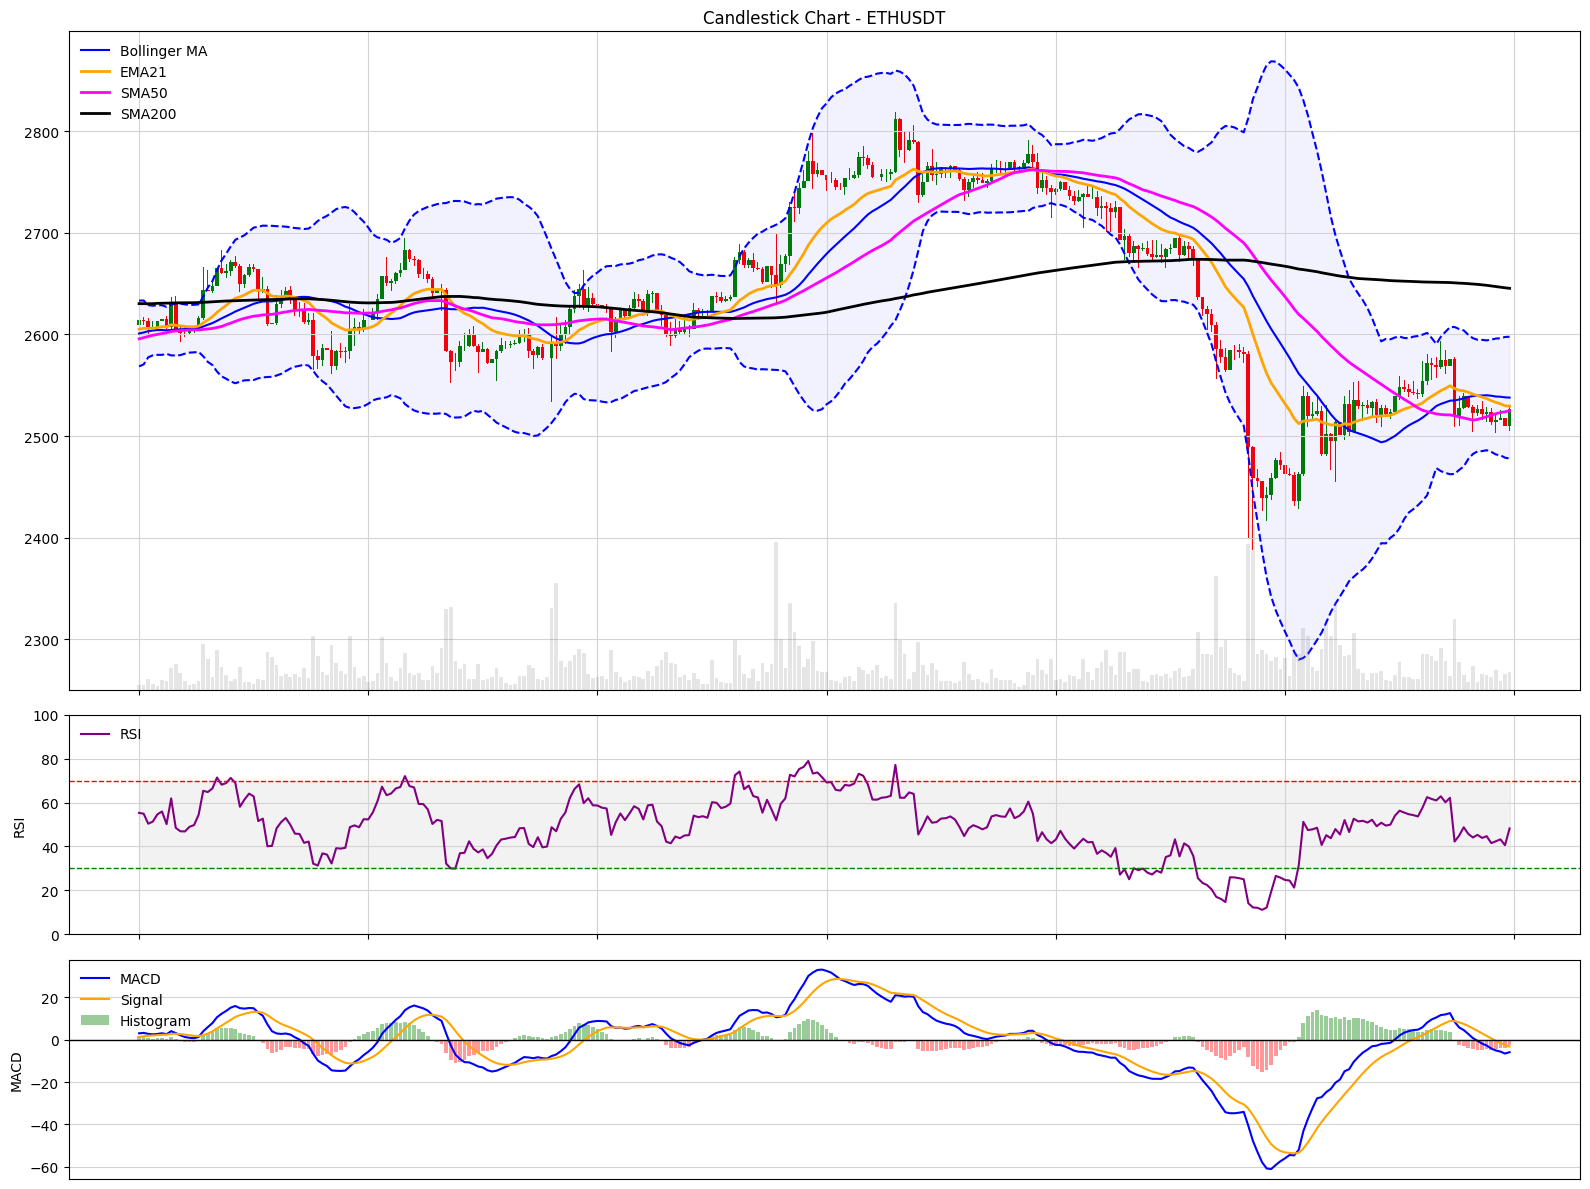 Candlestick Chart - ETHUSDT
Bollinger MA
EMA21
SMA50
SMA200
2800
2700
2600
2500
2400
2300
100
80
60
40
20
0
RSI
RSI
20
0
−20
−40
−60
MACD
MACD
Signal
Histogram